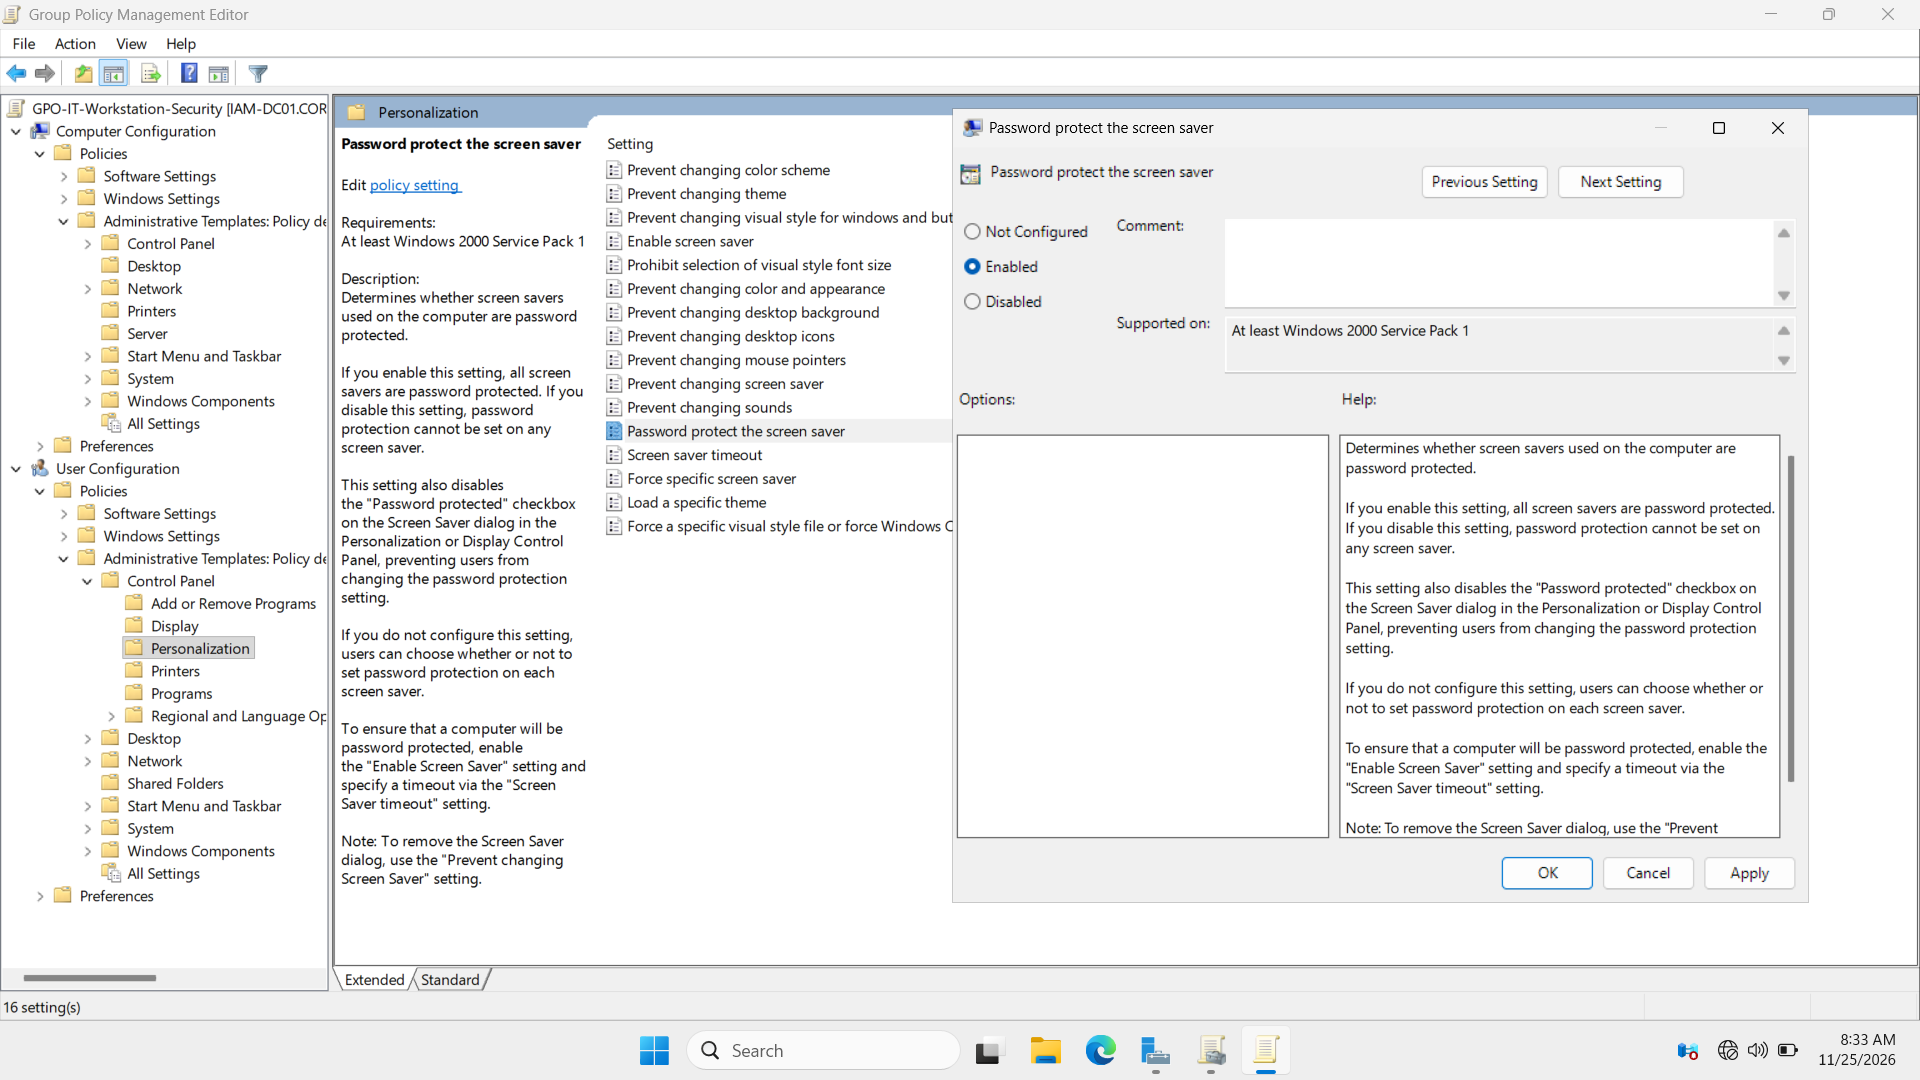 Group Policy Management Editor
File Action View Help
GPO-IT-Workstation-Security [IAM-DC01.COR
Computer Configuration
Policies
Software Settings
Windows Settings
Administrative Templates: Policy de
Control Panel
Desktop
Network
Printers
Server
Start Menu and Taskbar
System
Windows Components
All Settings
Preferences
User Configuration
Policies
Software Settings
Windows Settings
Administrative Templates: Policy de
Control Panel
Add or Remove Programs
Display
Personalization
Printers
Programs
Regional and Language Op
Desktop
Network
Shared Folders
Start Menu and Taskbar
System
Windows Components
All Settings
Preferences
Personalization
Password protect the screen saver
Edit policy setting
Requirements:
At least Windows 2000 Service Pack 1
Description:
Determines whether screen savers
used on the computer are password
protected.
If you enable this setting, all screen
savers are password protected. If you
disable this setting, password
protection cannot be set on any
screen saver.
This setting also disables
the "Password protected" checkbox
on the Screen Saver dialog in the
Personalization or Display Control
Panel, preventing users from
changing the password protection
setting.
If you do not configure this setting,
users can choose whether or not to
set password protection on each
screen saver.
To ensure that a computer will be
password protected, enable
the "Enable Screen Saver" setting and
specify a timeout via the "Screen
Saver timeout" setting.
Note: To remove the Screen Saver
dialog, use the "Prevent changing
Screen Saver" setting.
Setting
Prevent changing color scheme
Prevent changing theme
Prevent changing visual style for windows and but
Enable screen saver
Prohibit selection of visual style font size
Prevent changing color and appearance
Prevent changing desktop background
Prevent changing desktop icons
Prevent changing mouse pointers
Prevent changing screen saver
Prevent changing sounds
Password protect the screen saver
Screen saver timeout
Force specific screen saver
Load a specific theme
Force a specific visual style file or force Windows C
Extended Standard
16 setting(s)
Password protect the screen saver
Password protect the screen saver
Previous Setting Next Setting
Not Configured
Enabled
Disabled
Comment:
Supported on:
At least Windows 2000 Service Pack 1
Options:
Help:
Determines whether screen savers used on the computer are
password protected.
If you enable this setting, all screen savers are password protected.
If you disable this setting, password protection cannot be set on
any screen saver.
This setting also disables the "Password protected" checkbox on
the Screen Saver dialog in the Personalization or Display Control
Panel, preventing users from changing the password protection
setting.
If you do not configure this setting, users can choose whether or
not to set password protection on each screen saver.
To ensure that a computer will be password protected, enable the
"Enable Screen Saver" setting and specify a timeout via the
"Screen Saver timeout" setting.
Note: To remove the Screen Saver dialog, use the "Prevent
OK Cancel Apply
Search
8:33 AM
11/25/2026